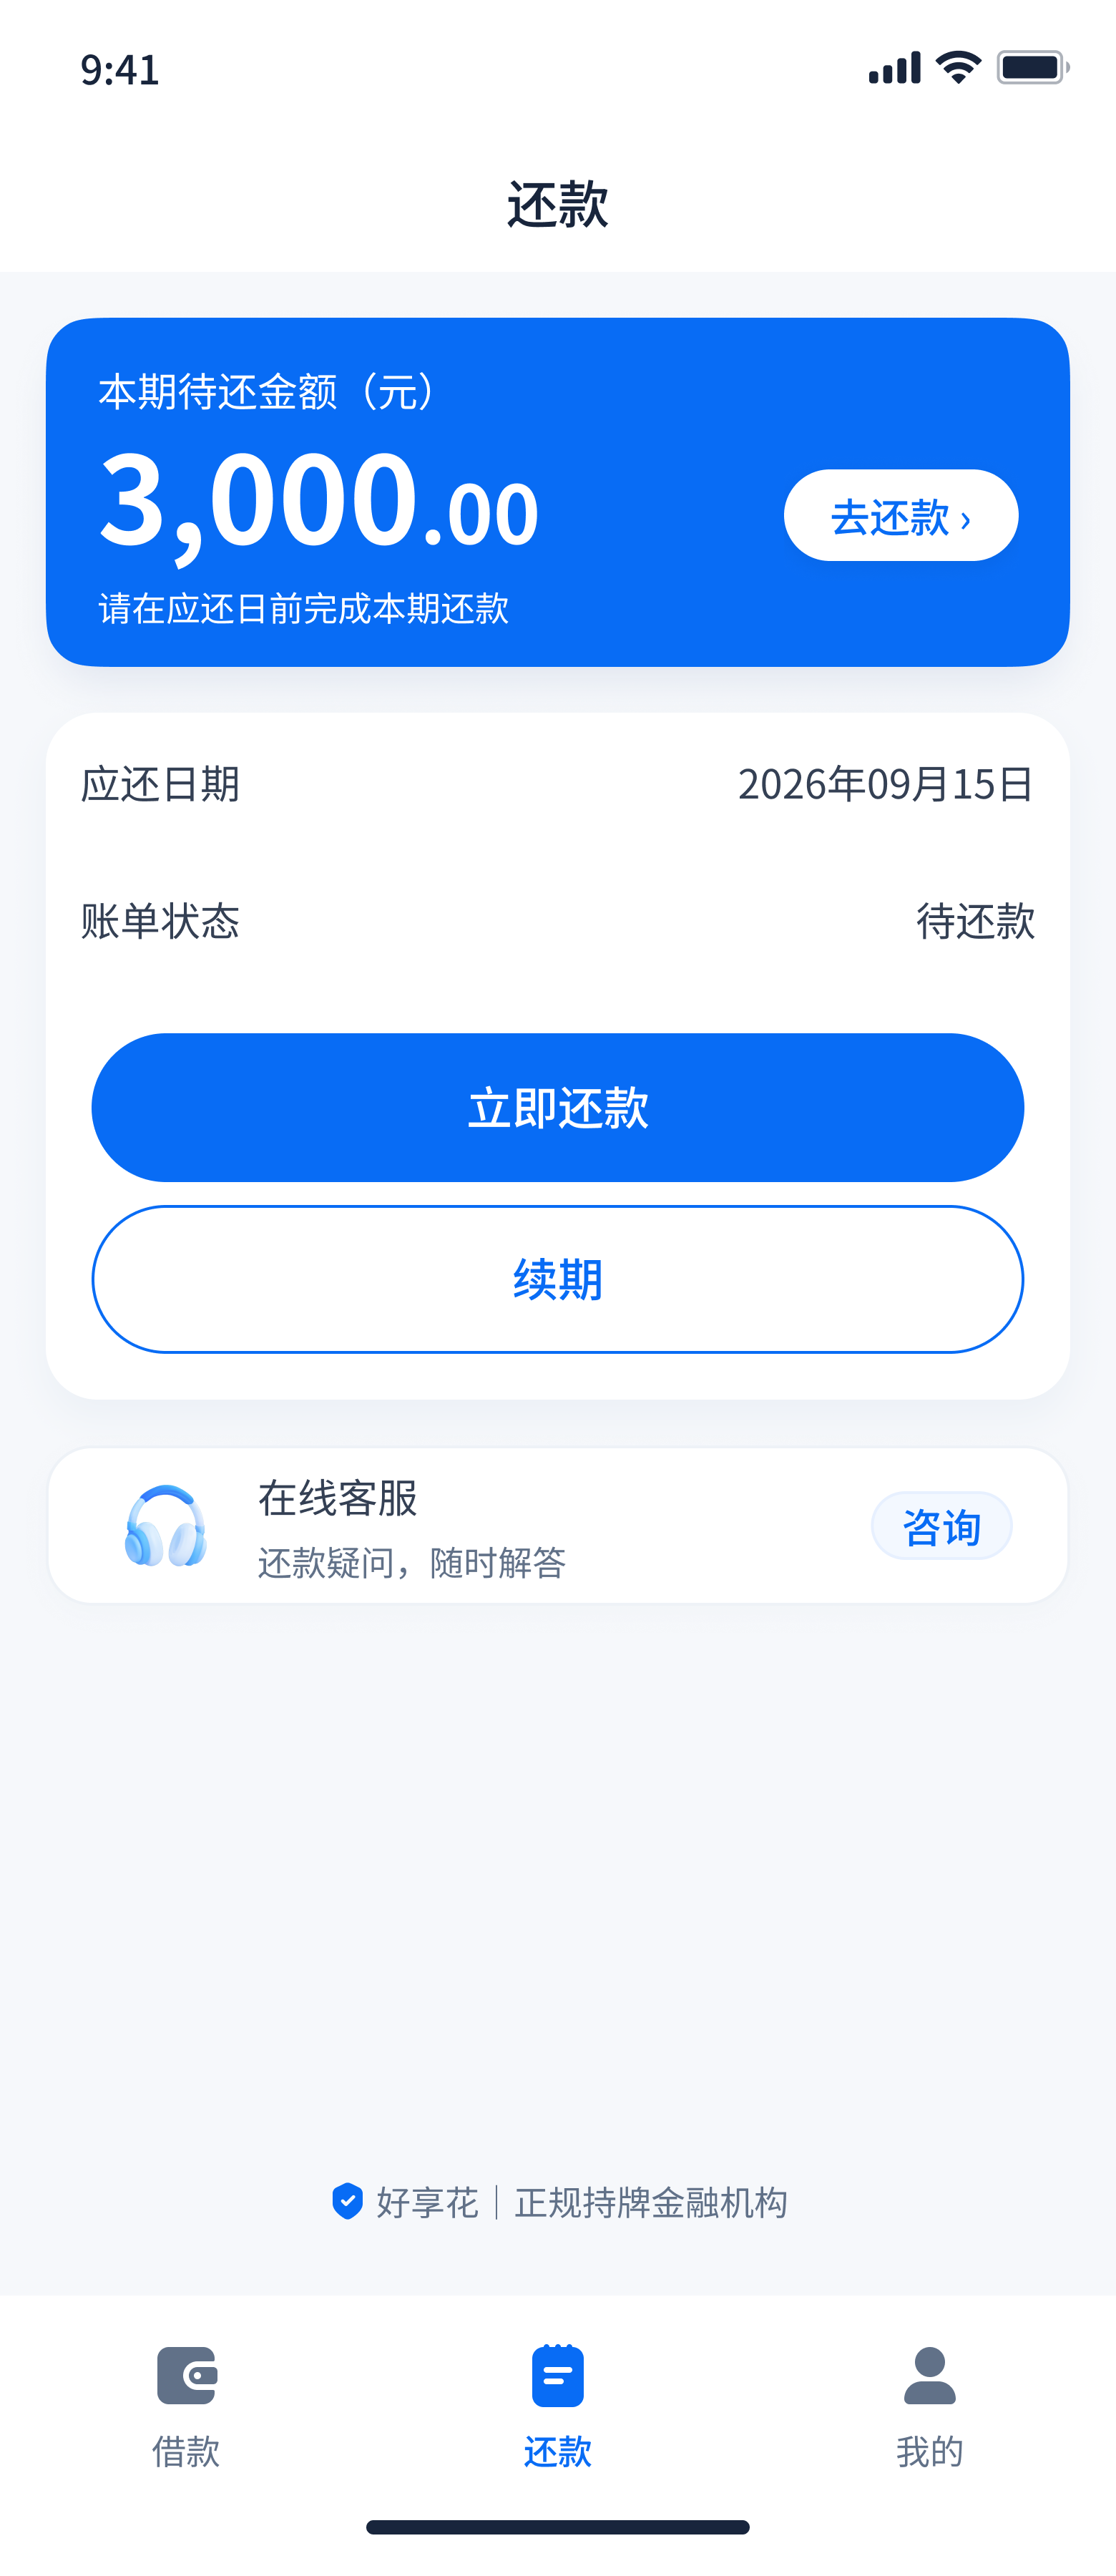 9:41
还款
本期待还金额（元）
3,000.00
去还款 ›
请在应还日前完成本期还款
应还日期 2026年09月15日
账单状态 待还款
立即还款
续期
在线客服
还款疑问，随时解答
咨询
好享花｜正规持牌金融机构
借款 还款 我的